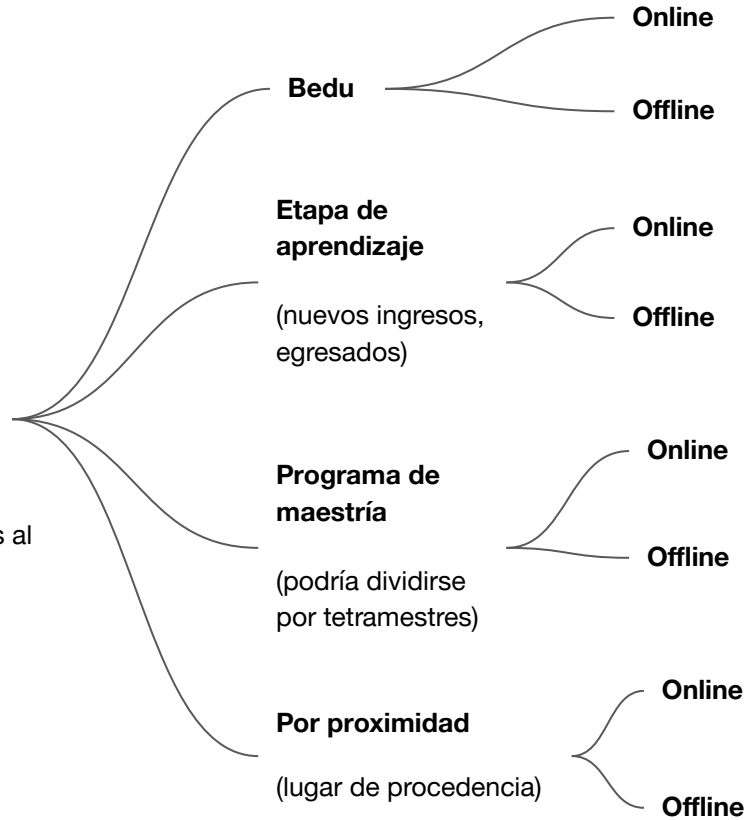 Online
Bedu
Offline
Etapa de
aprendizaje
Online
(nuevos ingresos,
egresados)
Offline
Programa de
maestría
Online
al
(podría dividirse
por tetramestres)
Offline
Por proximidad
Online
(lugar de procedencia)
Offline